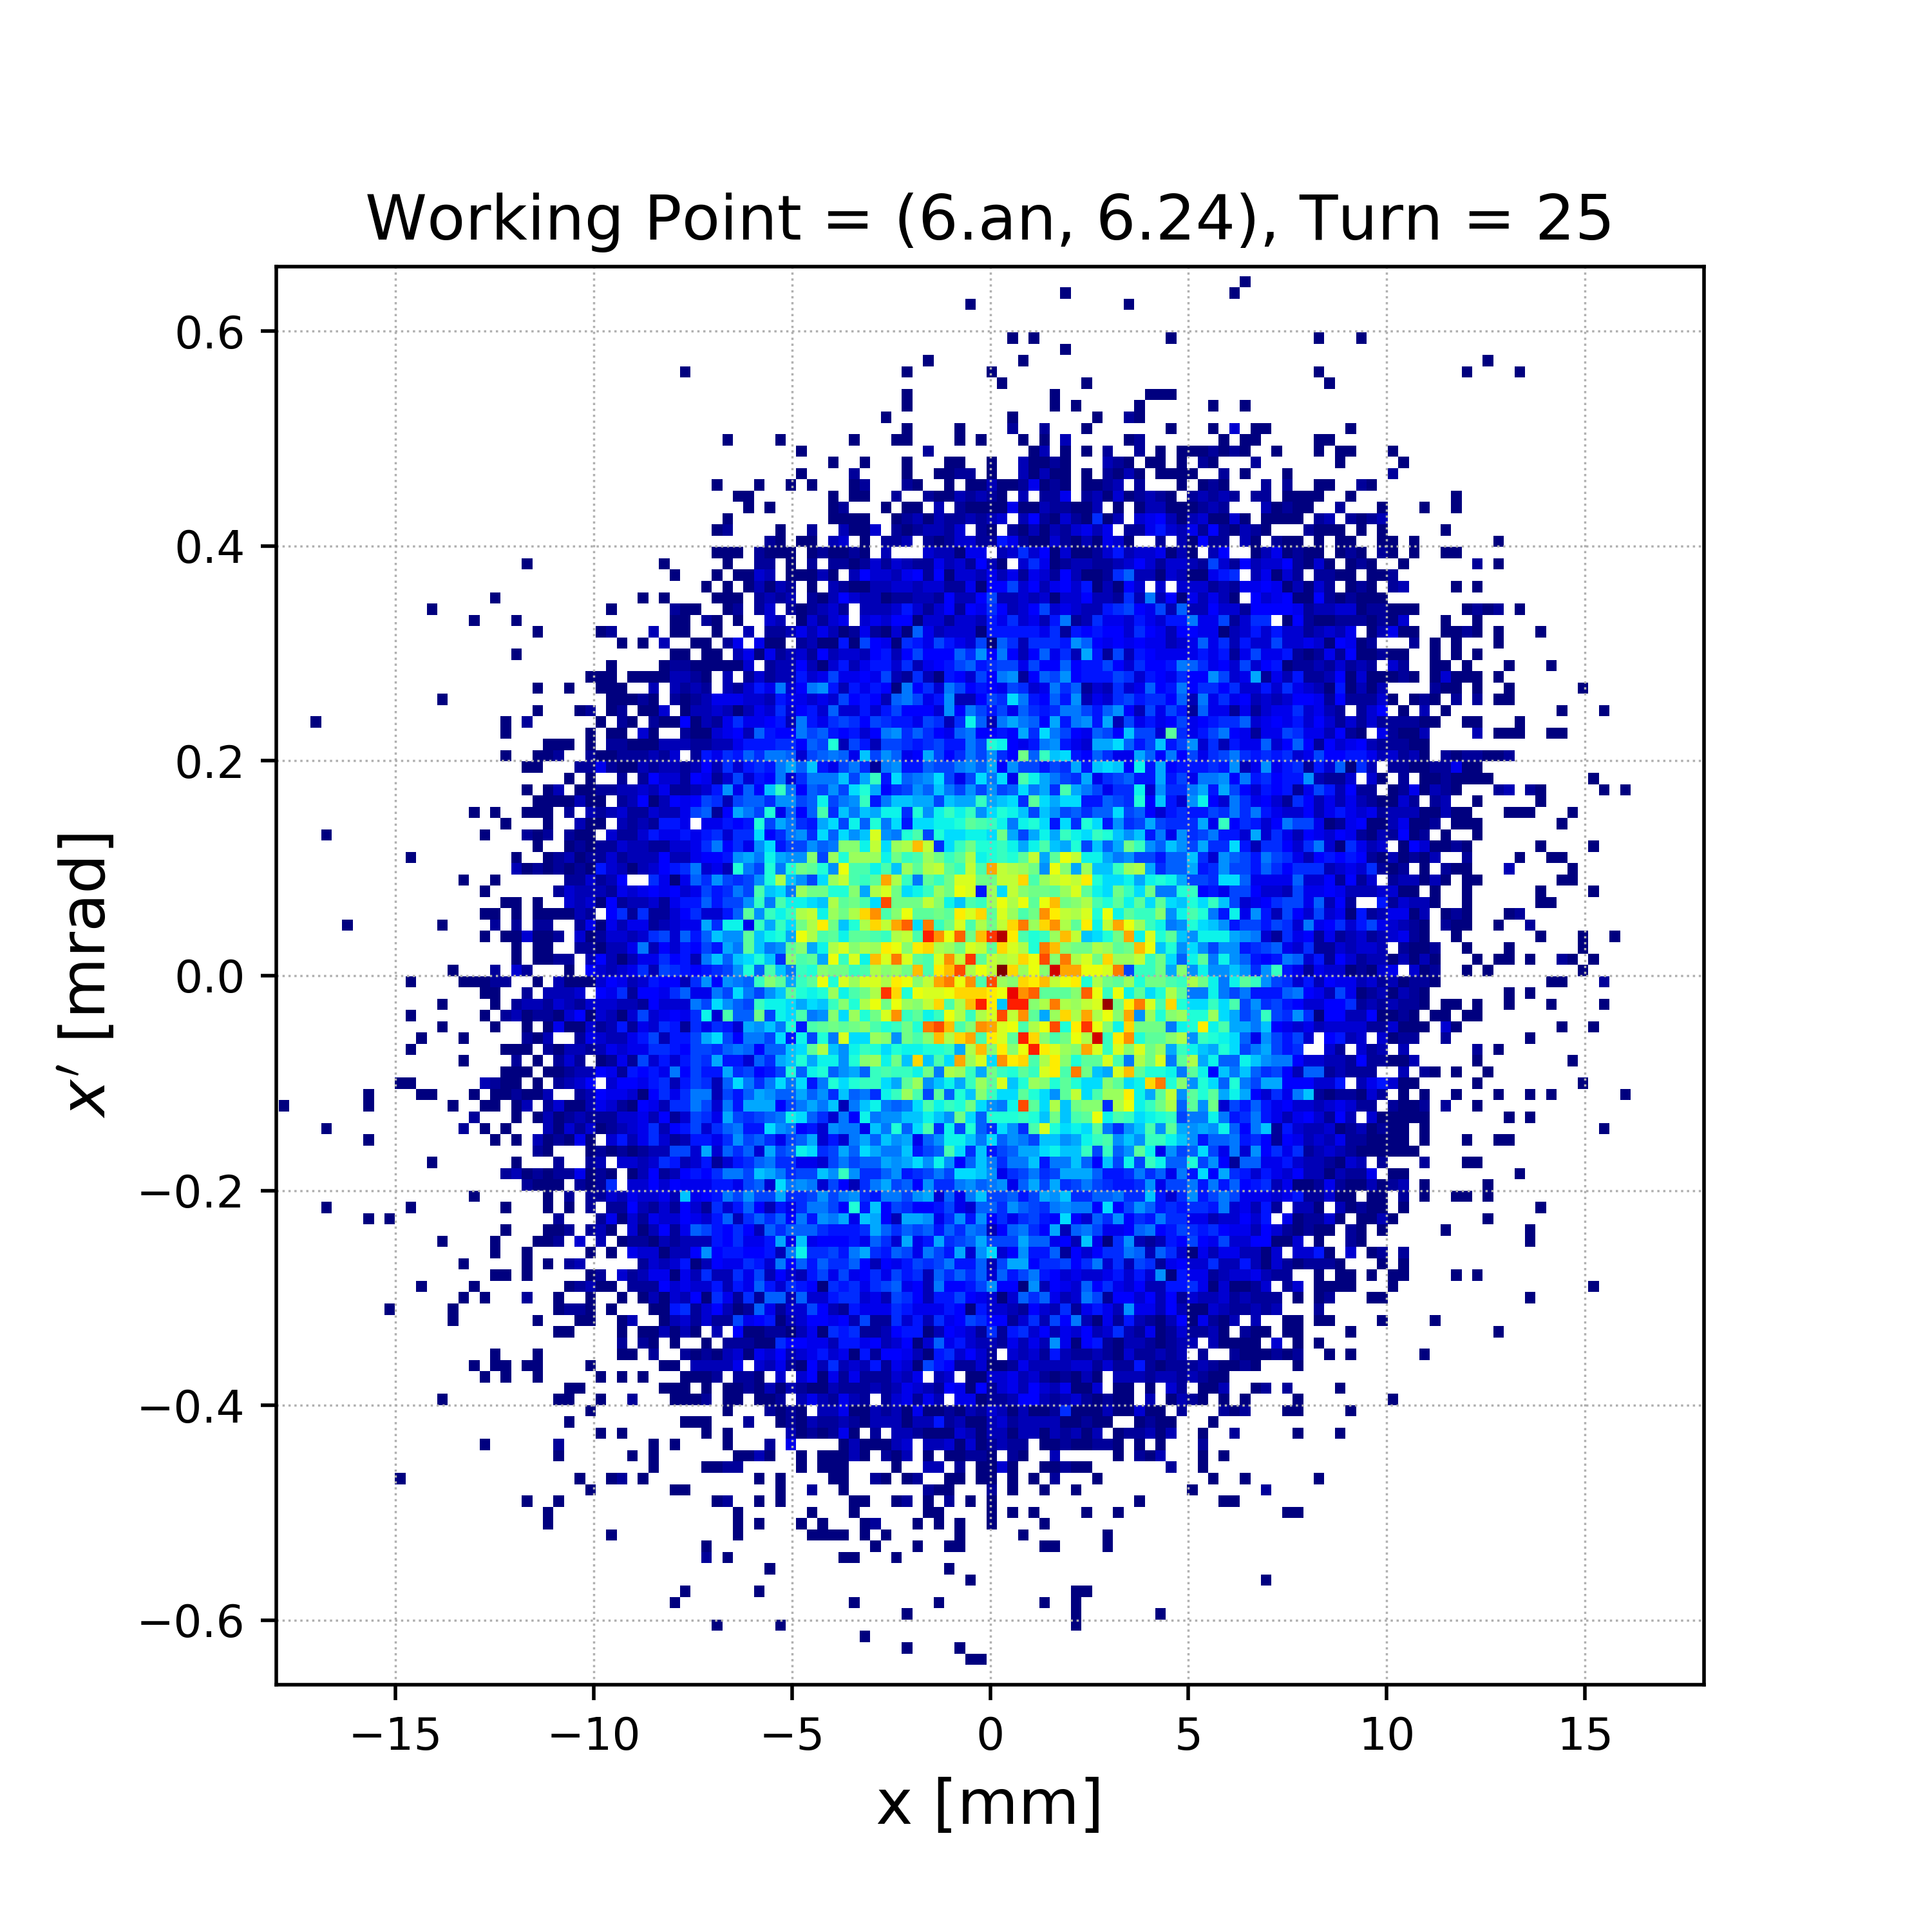 Working Point = (6.an, 6.24), Turn = 25
0.6
0.4
0.2
0.0
−0.2
−0.4
−0.6
x′ [mrad]
−15 −10 −5 0 5 10 15
x [mm]